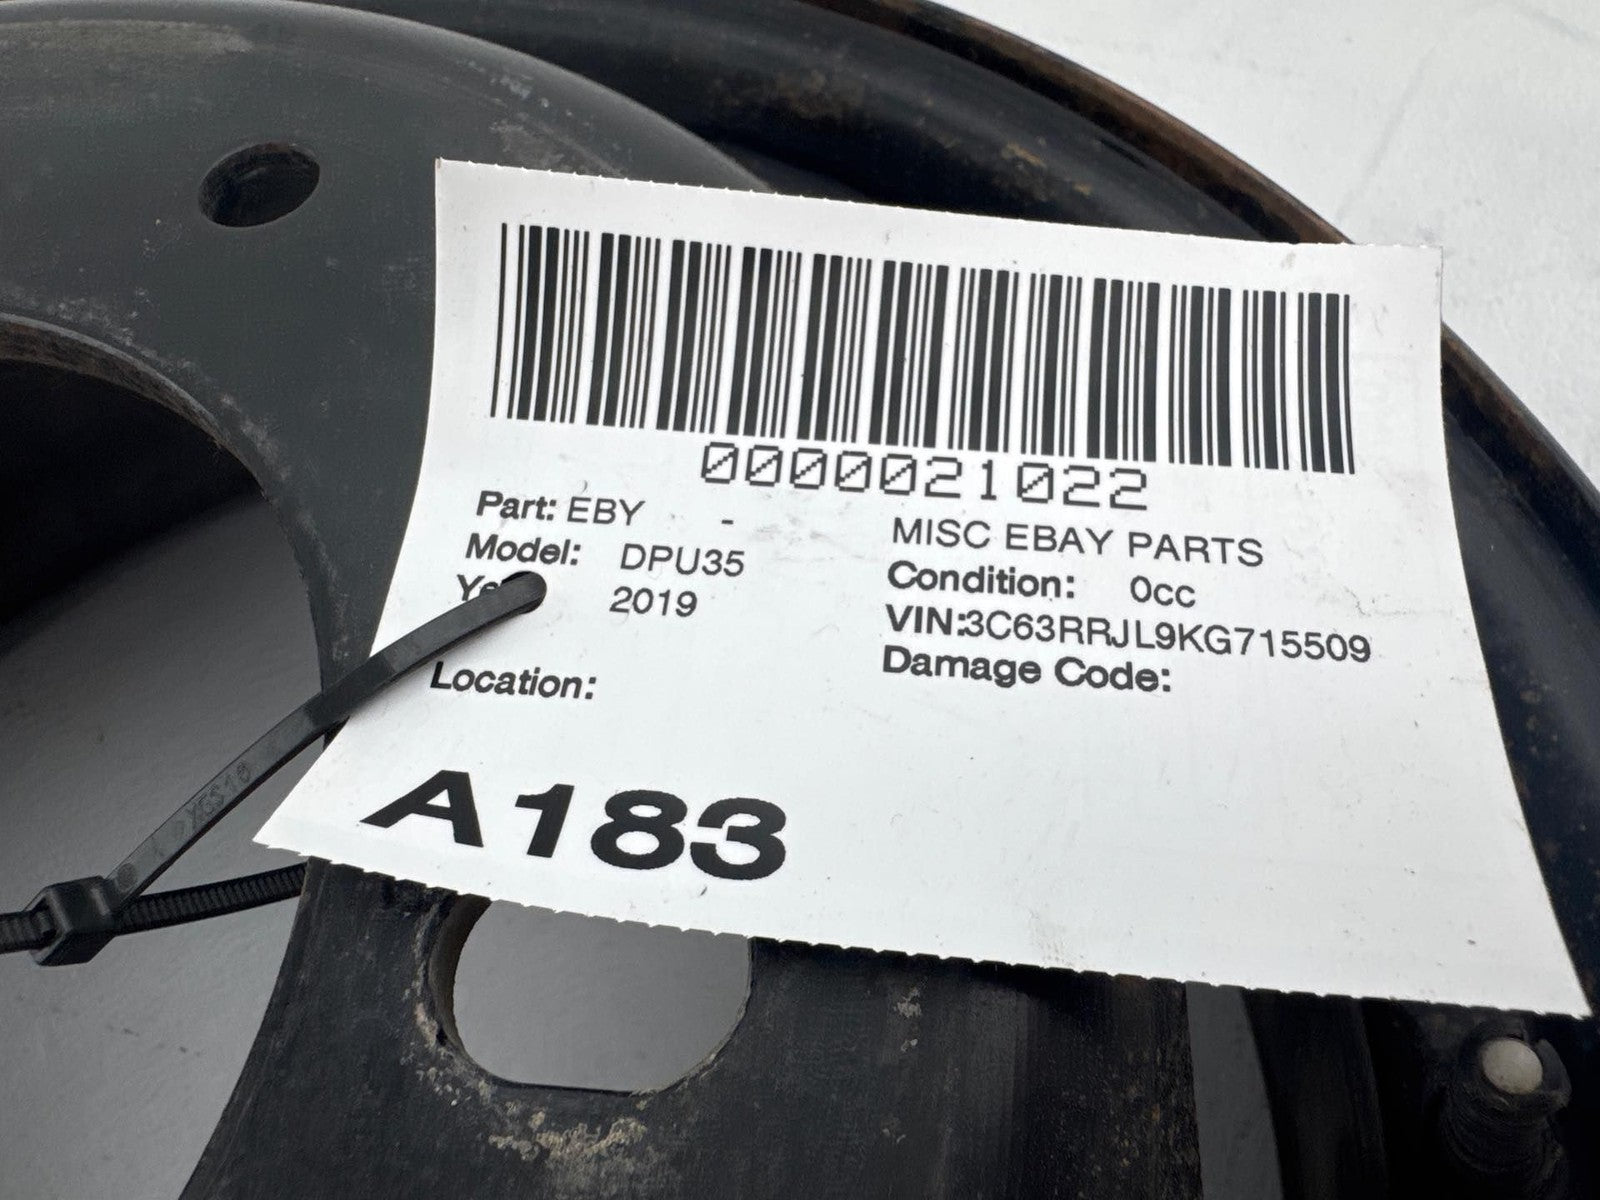 0000021022
Part: EBY - MISC EBAY PARTS
Model: DPU35 Condition: 0cc
2019 VIN:3C63RRJL9KG715509
Location: Damage Code:
A183